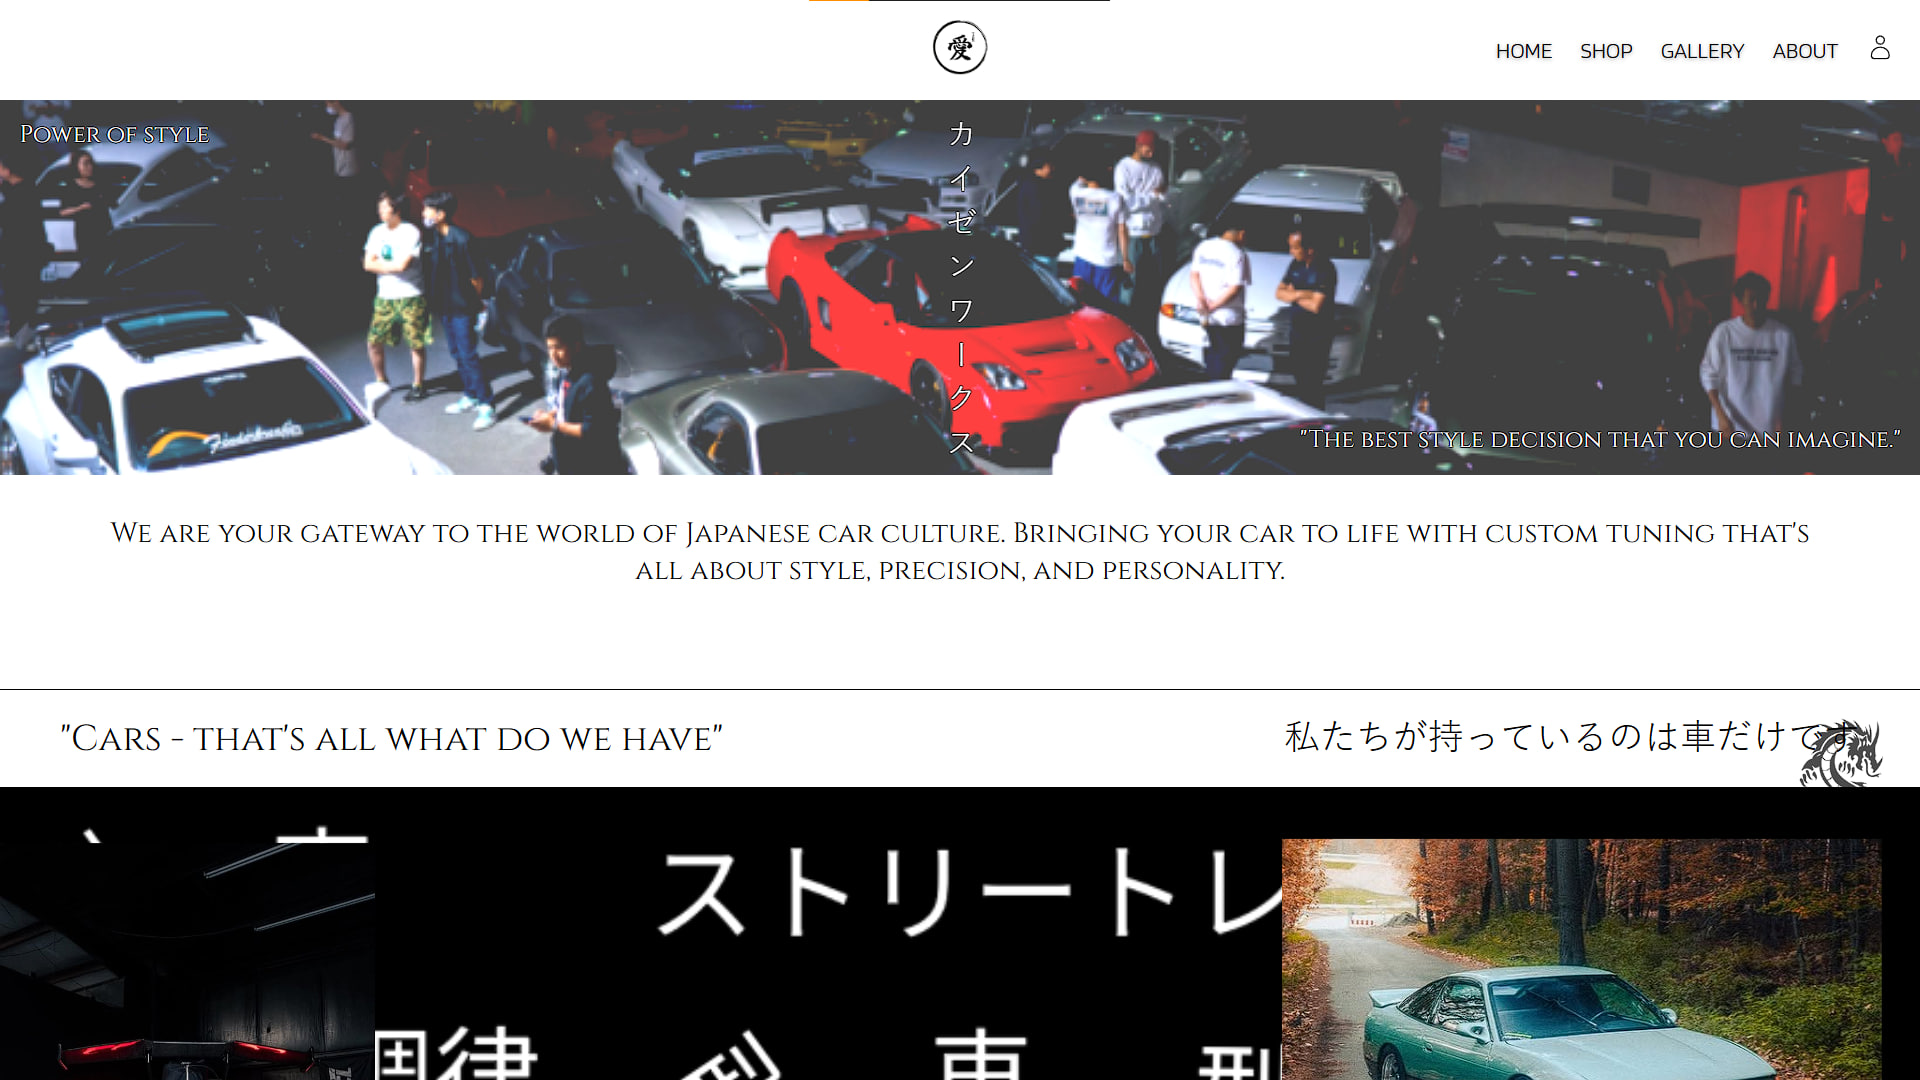 愛
HOME SHOP GALLERY ABOUT
Power of style
カイゼンワークス
"The best style decision that you can imagine."
We are your gateway to the world of Japanese car culture. Bringing your car to life with custom tuning that's
all about style, precision, and personality.
"Cars - that's all what do we have"
私たちが持っているのは車だけです
ストリートレ
調律
車
型